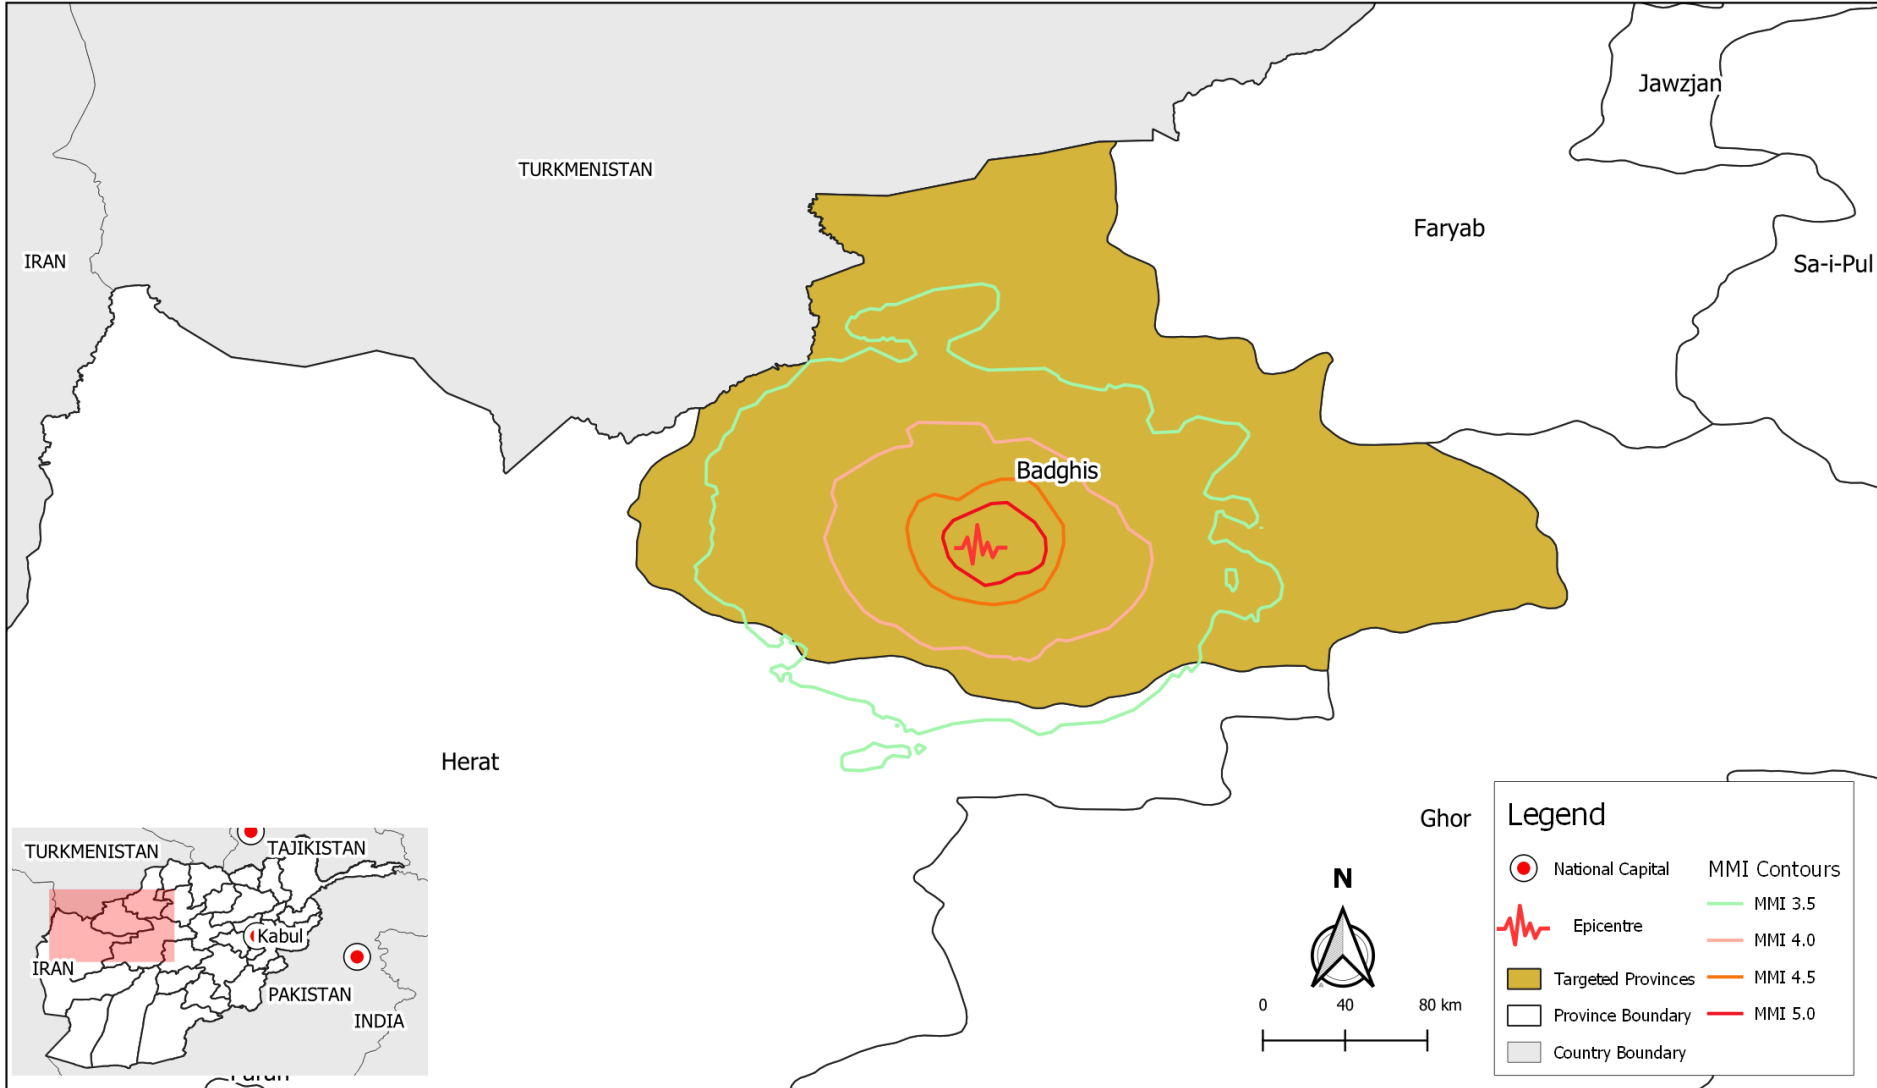 Jawzjan
TURKMENISTAN
Faryab
IRAN
Sa-i-Pul
Badghis
Herat
Ghor
TURKMENISTAN
TAJIKISTAN
Kabul
IRAN
PAKISTAN
INDIA
N
0 40 80 km
Legend
National Capital
Epicentre
Targeted Provinces
Province Boundary
Country Boundary
MMI Contours
MMI 3.5
MMI 4.0
MMI 4.5
MMI 5.0